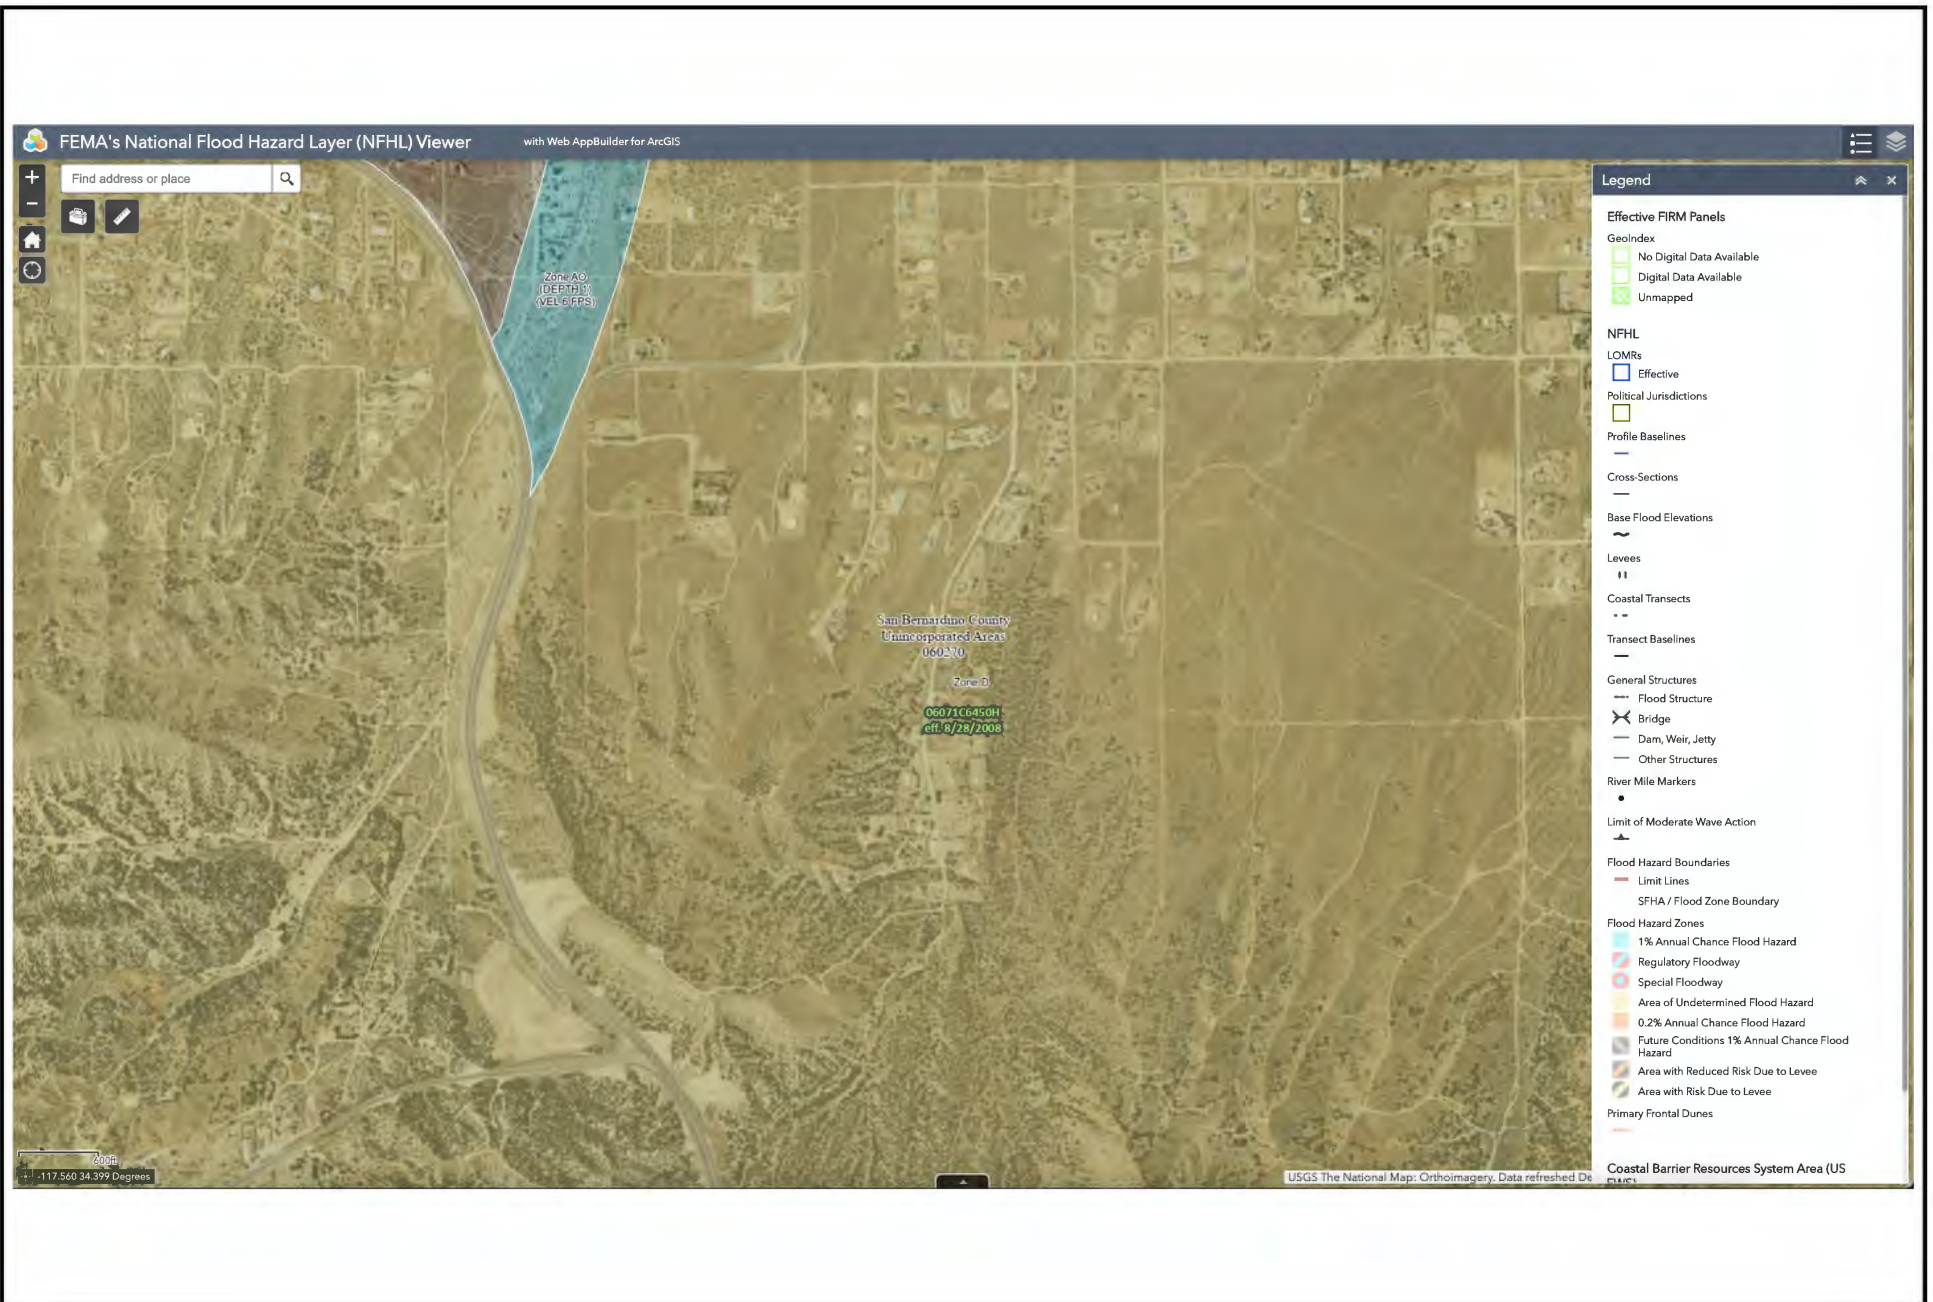 FEMA's National Flood Hazard Layer (NFHL) Viewer
with Web AppBuilder for ArcGIS
Find address or place
Zone AO
(DEPTH 1)
(VEL 6 FPS)
San Bernardino County
Unincorporated Areas
060270
Zone D
06071C6450H
eff. 8/28/2008
600ft
-117.560 34.399 Degrees
USGS The National Map: Orthoimagery. Data refreshed De
Legend
Effective FIRM Panels
GeoIndex
No Digital Data Available
Digital Data Available
Unmapped
NFHL
LOMRs
Effective
Political Jurisdictions
Profile Baselines
Cross-Sections
Base Flood Elevations
Levees
Coastal Transects
Transect Baselines
General Structures
Flood Structure
Bridge
Dam, Weir, Jetty
Other Structures
River Mile Markers
Limit of Moderate Wave Action
Flood Hazard Boundaries
Limit Lines
SFHA / Flood Zone Boundary
Flood Hazard Zones
1% Annual Chance Flood Hazard
Regulatory Floodway
Special Floodway
Area of Undetermined Flood Hazard
0.2% Annual Chance Flood Hazard
Future Conditions 1% Annual Chance Flood
Hazard
Area with Reduced Risk Due to Levee
Area with Risk Due to Levee
Primary Frontal Dunes
Coastal Barrier Resources System Area (US